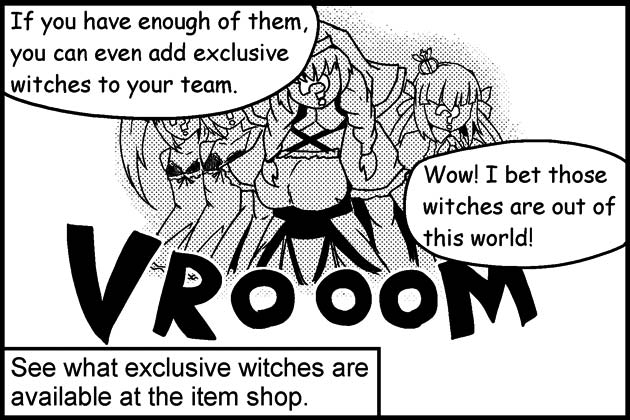 If you have enough of them,
you can even add exclusive
witches to your team.
Wow! I bet those
witches are out of
this world!
VROOOM
See what exclusive witches are
available at the item shop.